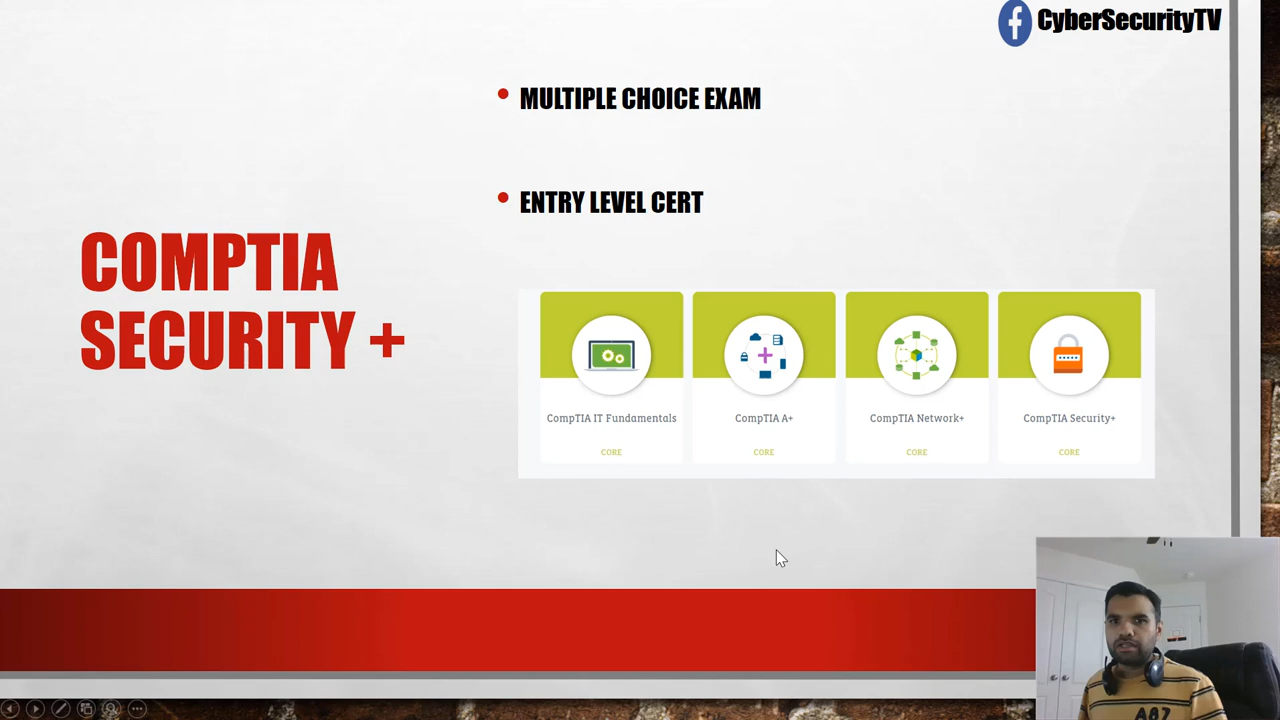 CyberSecurityTV
MULTIPLE CHOICE EXAM
ENTRY LEVEL CERT
COMPTIA
SECURITY +
CompTIA IT Fundamentals
CORE
CompTIA A+
CORE
CompTIA Network+
CORE
CompTIA Security+
CORE